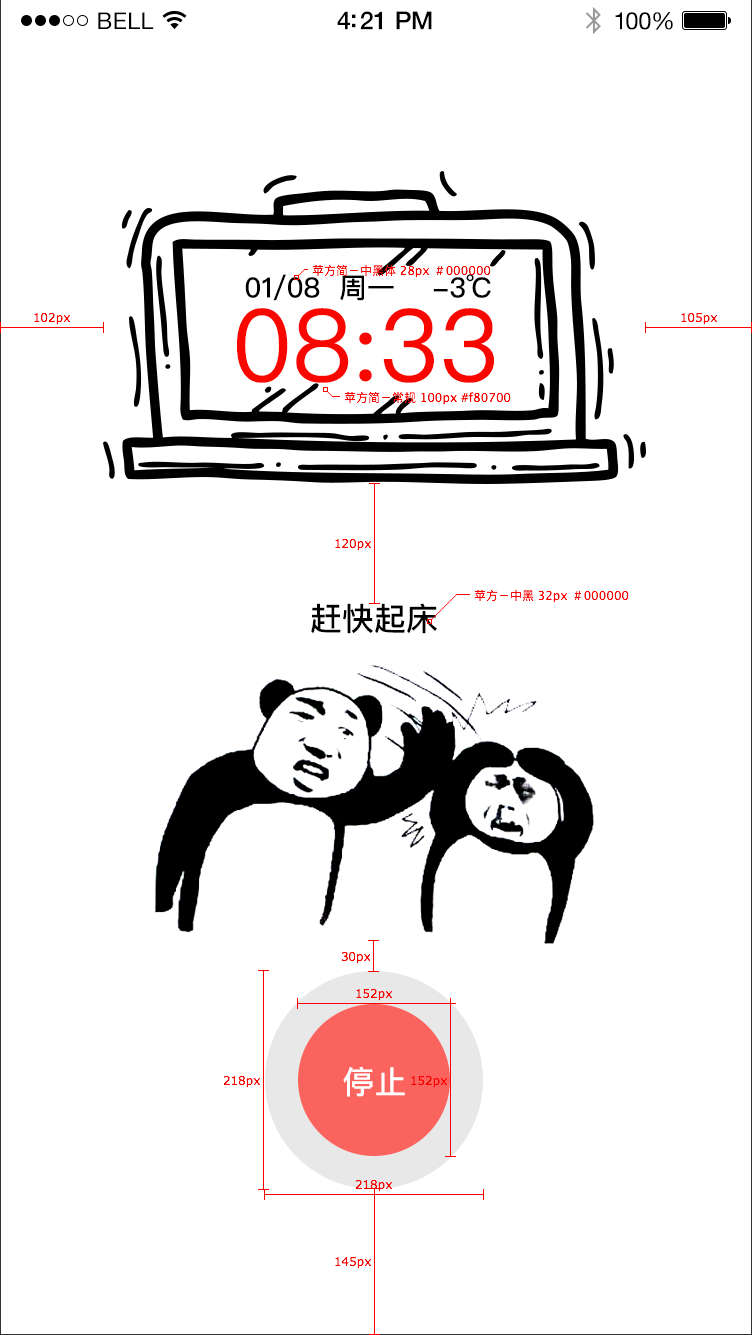 BELL 4:21 PM 100%
苹方简－中黑体 28px #000000
01/08 周一 －3℃
102px
105px
08:33
苹方简－常规 100px #f80700
120px
苹方－中黑 32px #000000
赶快起床
30px
152px
218px
停止
152px
218px
145px